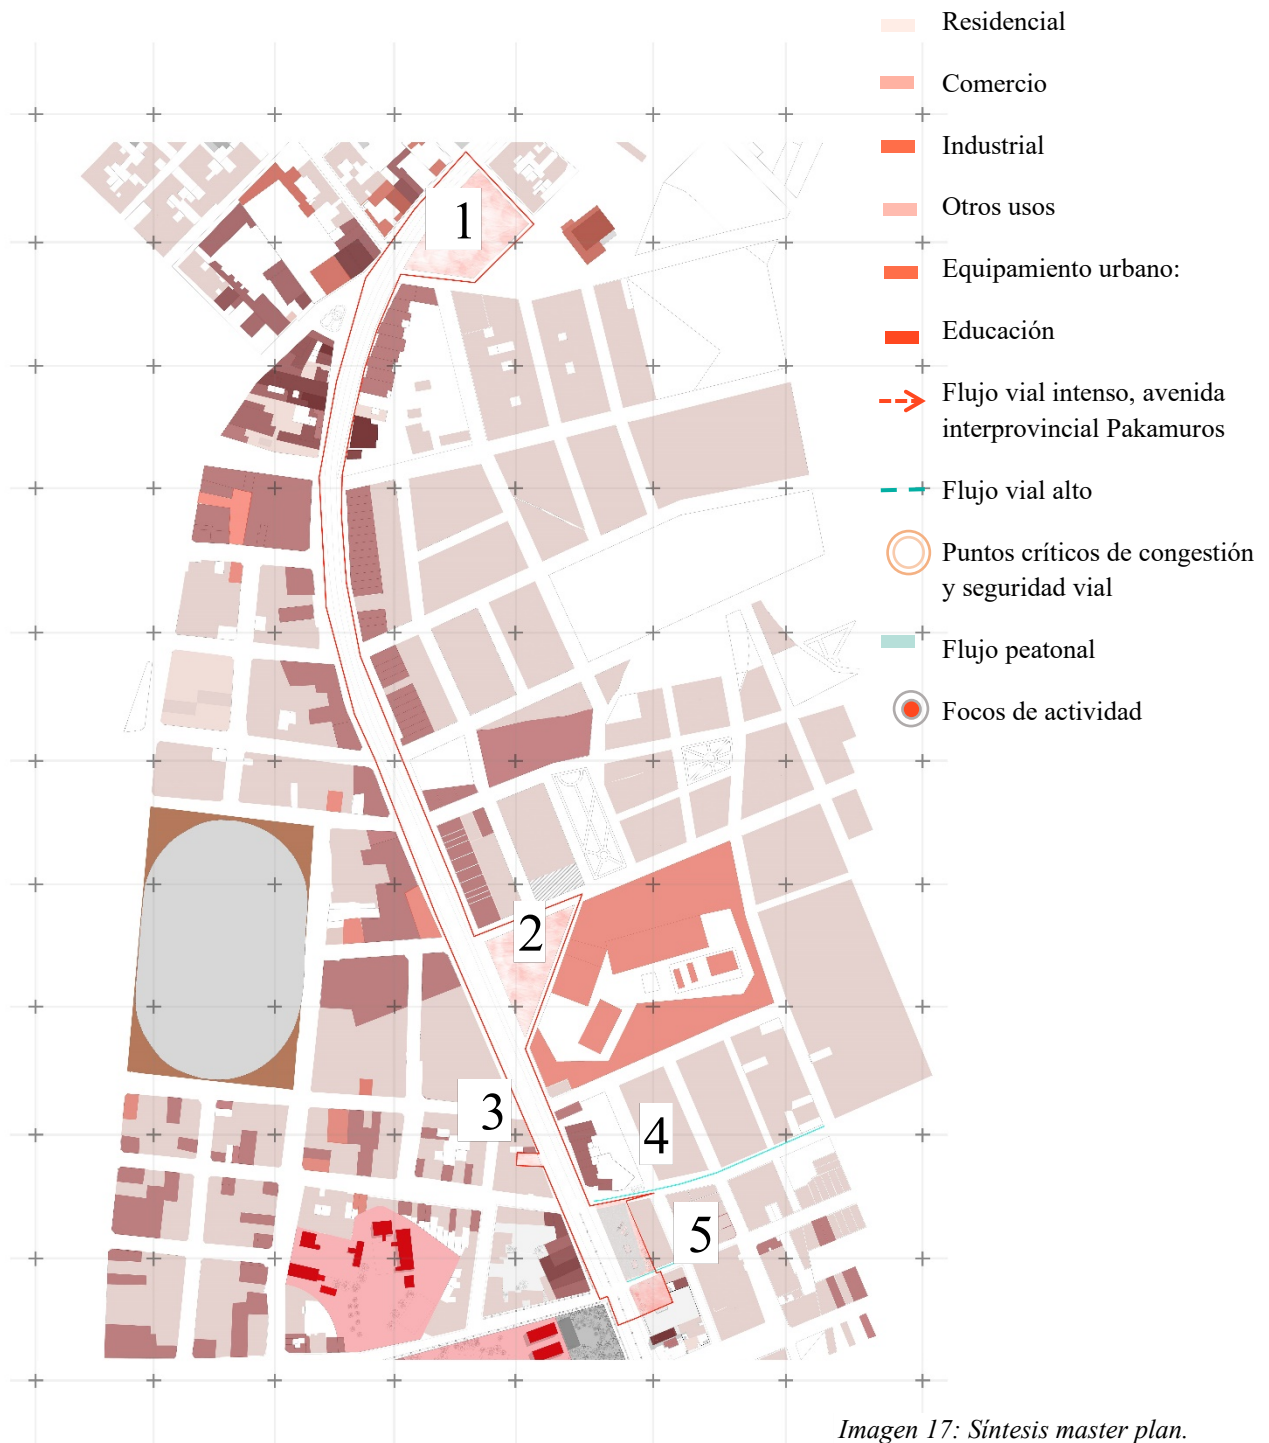 Residencial
Comercio
Industrial
Otros usos
Equipamiento urbano:
Educación
Flujo vial intenso, avenida
interprovincial Pakamuros
Flujo vial alto
Puntos críticos de congestión
y seguridad vial
Flujo peatonal
Focos de actividad
1
2
3
4
5
Imagen 17: Síntesis master plan.